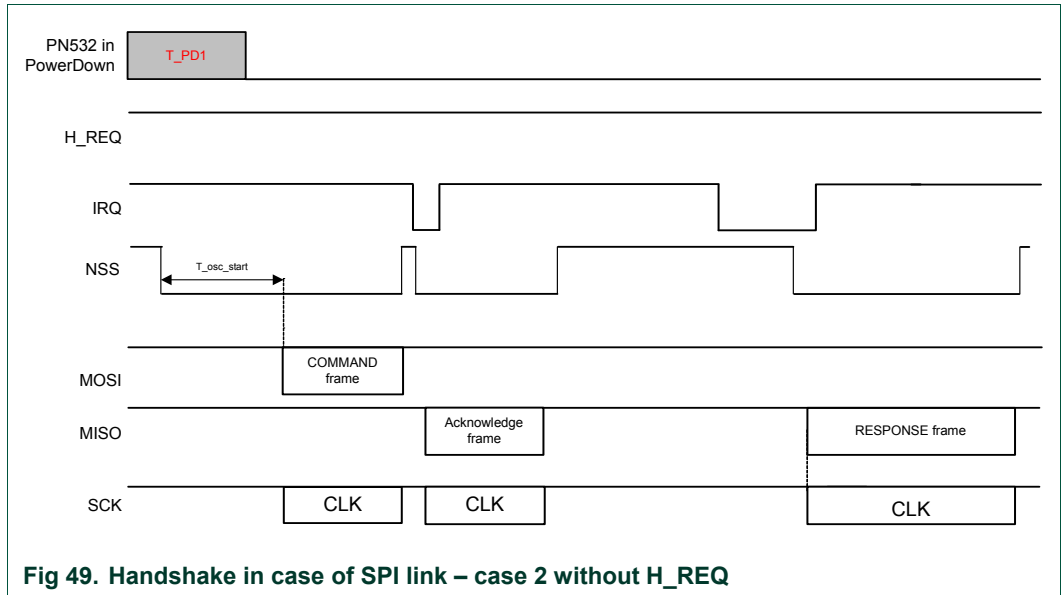 PN532 in
PowerDown
T_PD1
H_REQ
IRQ
NSS
T_osc_start
MOSI
COMMAND
frame
MISO
Acknowledge
frame
RESPONSE frame
SCK
CLK
CLK
CLK
Fig 49. Handshake in case of SPI link – case 2 without H_REQ